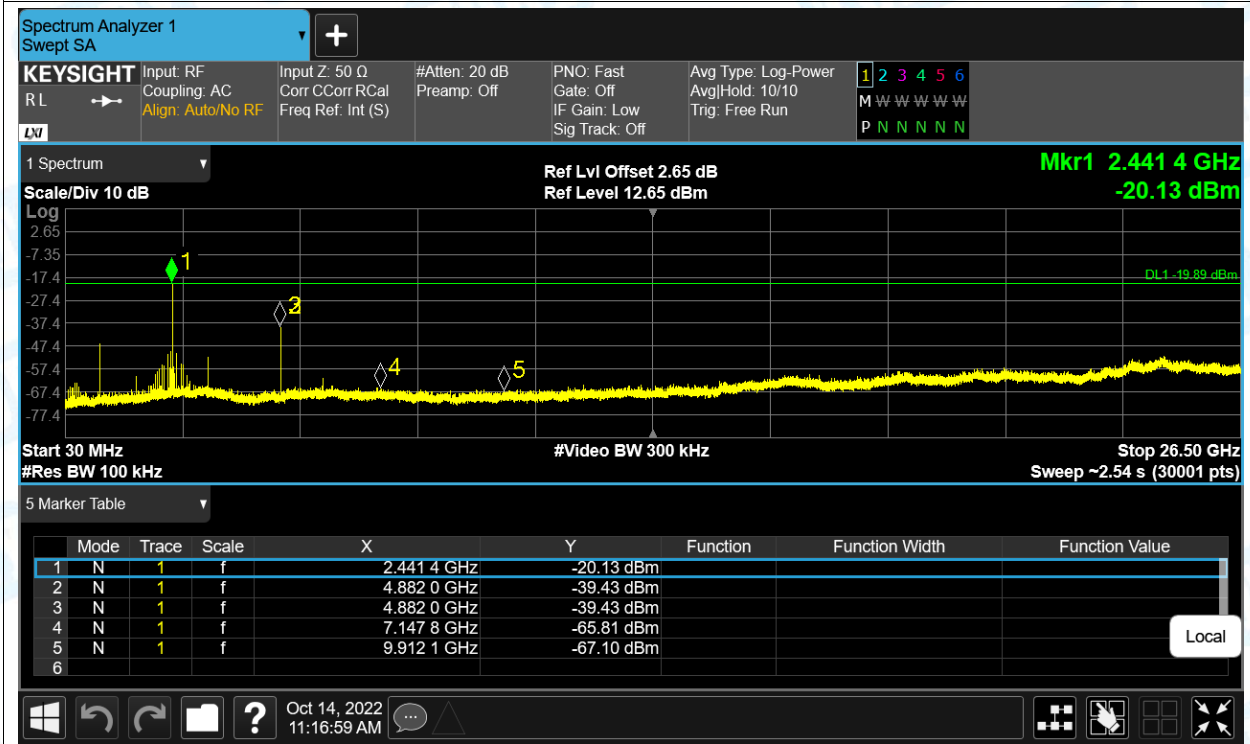 Spectrum Analyzer 1
Swept SA
+
KEYSIGHT
R L
LXI
Input: RF
Coupling: AC
Align: Auto/No RF
Input Z: 50 Ω
Corr CCorr RCal
Freq Ref: Int (S)
#Atten: 20 dB
Preamp: Off
PNO: Fast
Gate: Off
IF Gain: Low
Sig Track: Off
Avg Type: Log-Power
Avg|Hold: 10/10
Trig: Free Run
1 2 3 4 5 6
M W W W W W
P N N N N N
1 Spectrum
Scale/Div 10 dB
Ref Lvl Offset 2.65 dB
Ref Level 12.65 dBm
Mkr1 2.441 4 GHz
-20.13 dBm
Log
2.65
-7.35
-17.4
-27.4
-37.4
-47.4
-57.4
-67.4
-77.4
1
4
5
DL1 -19.89 dBm
Start 30 MHz
#Video BW 300 kHz
Stop 26.50 GHz
#Res BW 100 kHz
Sweep ~2.54 s (30001 pts)
5 Marker Table
Mode Trace Scale X Y Function Function Width Function Value
1 N 1 f 2.441 4 GHz -20.13 dBm
2 N 1 f 4.882 0 GHz -39.43 dBm
3 N 1 f 4.882 0 GHz -39.43 dBm
4 N 1 f 7.147 8 GHz -65.81 dBm
5 N 1 f 9.912 1 GHz -67.10 dBm
6
Local
?
Oct 14, 2022
11:16:59 AM